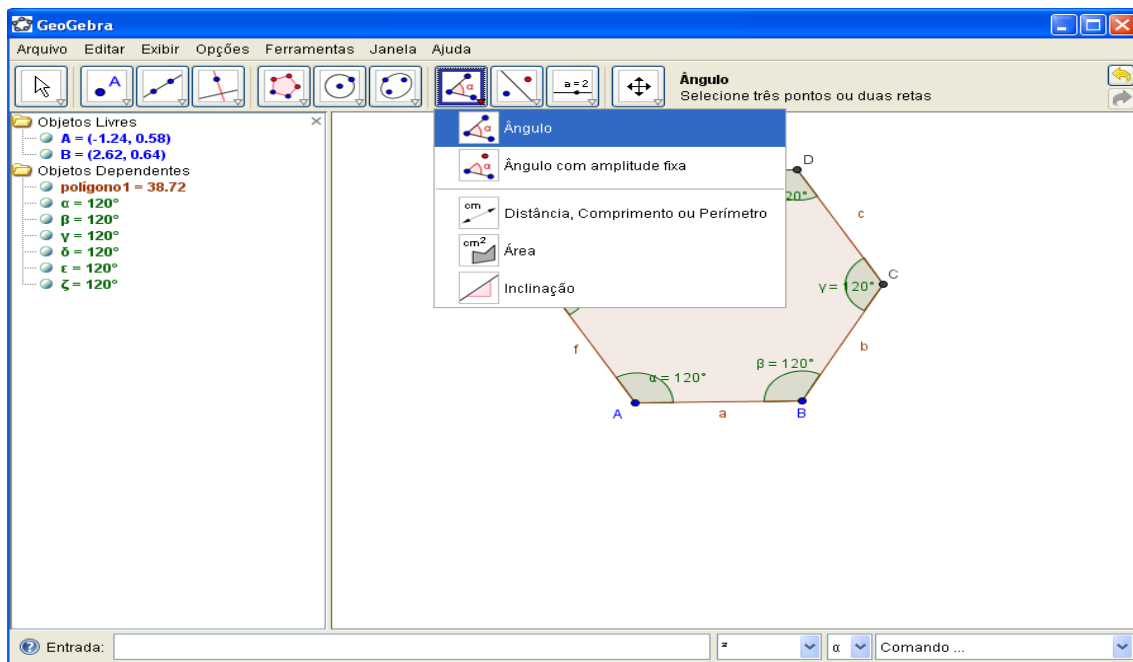 GeoGebra
Arquivo Editar Exibir Opções Ferramentas Janela Ajuda
A
α
a=2
Ângulo
Selecione três pontos ou duas retas
Objetos Livres
A = (-1.24, 0.58)
B = (2.62, 0.64)
Objetos Dependentes
polígono1 = 38.72
α = 120°
β = 120°
γ = 120°
δ = 120°
ε = 120°
ζ = 120°
α Ângulo
α Ângulo com amplitude fixa
cm Distância, Comprimento ou Perímetro
cm² Área
Inclinação
D
20°
c
C
γ = 120°
f
b
β = 120°
α = 120°
A
a
B
Entrada:
²
α
Comando ...